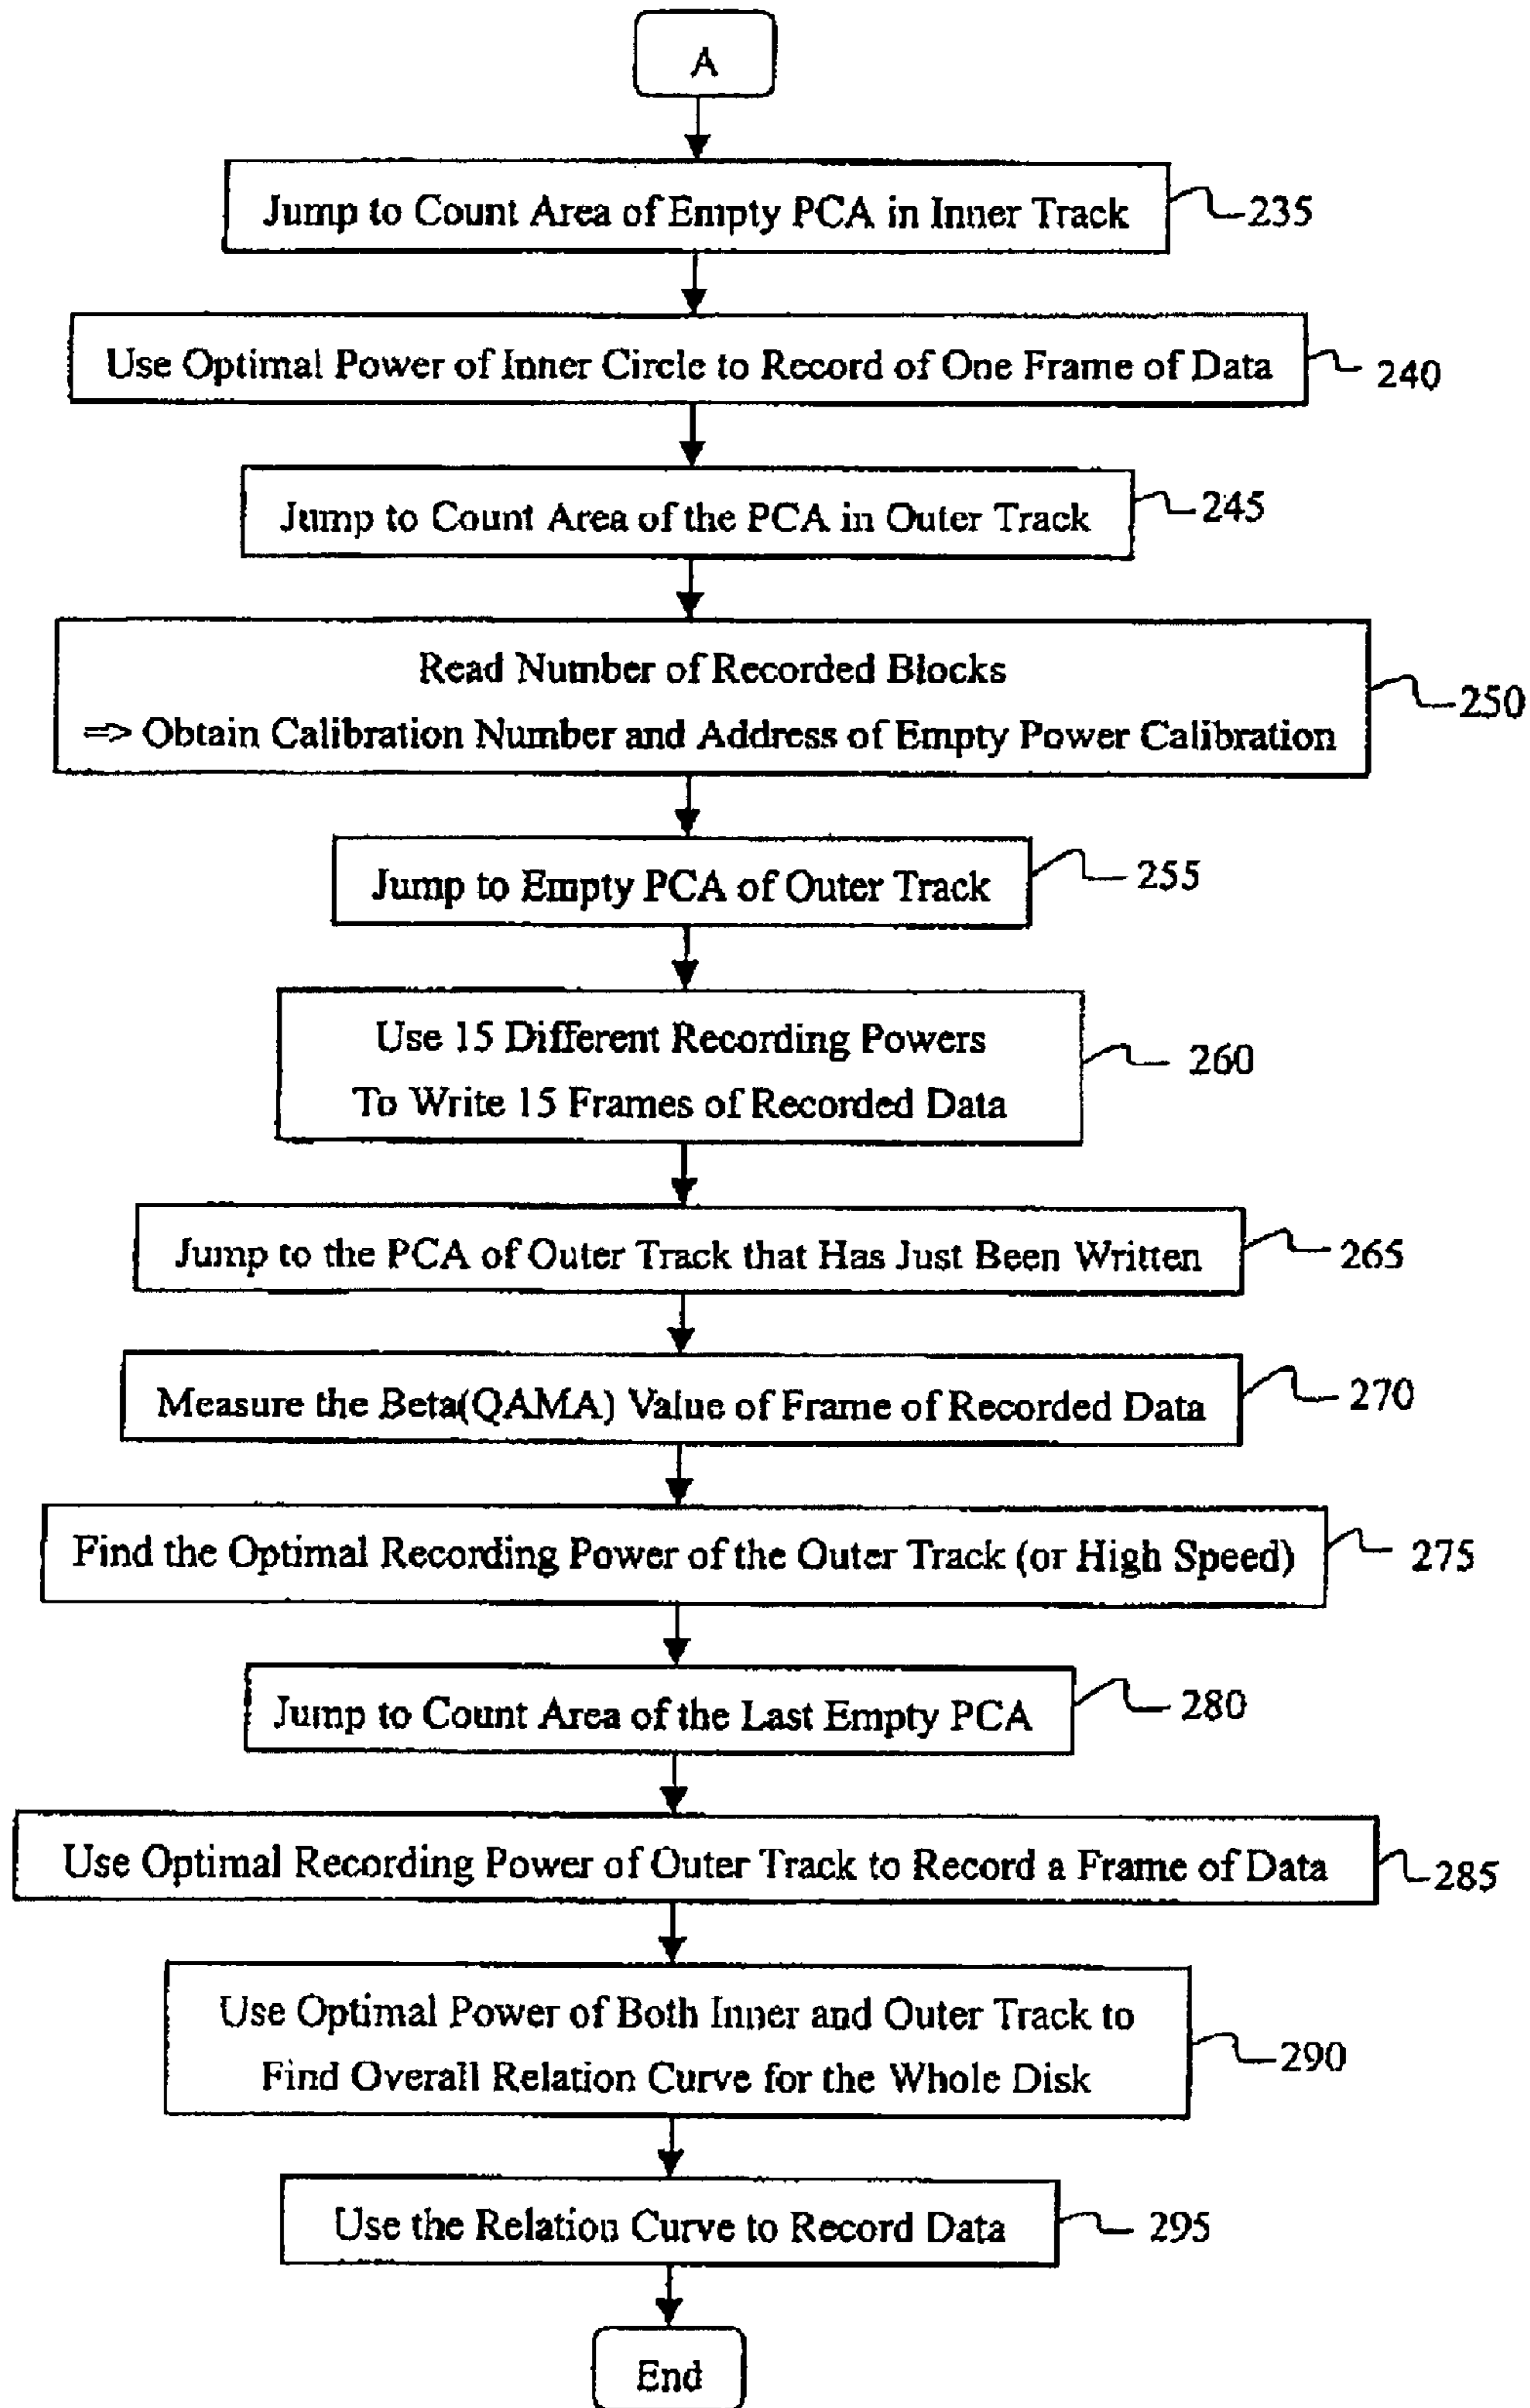 A
Jump to Count Area of Empty PCA in Inner Track
235
Use Optimal Power of Inner Circle to Record of One Frame of Data
240
Jump to Count Area of the PCA in Outer Track
245
Read Number of Recorded Blocks
=> Obtain Calibration Number and Address of Empty Power Calibration
250
Jump to Empty PCA of Outer Track
255
Use 15 Different Recording Powers
To Write 15 Frames of Recorded Data
260
Jump to the PCA of Outer Track that Has Just Been Written
265
Measure the Beta(QAMA) Value of Frame of Recorded Data
270
Find the Optimal Recording Power of the Outer Track (or High Speed)
275
Jump to Count Area of the Last Empty PCA
280
Use Optimal Recording Power of Outer Track to Record a Frame of Data
285
Use Optimal Power of Both Inner and Outer Track to
Find Overall Relation Curve for the Whole Disk
290
Use the Relation Curve to Record Data
295
End